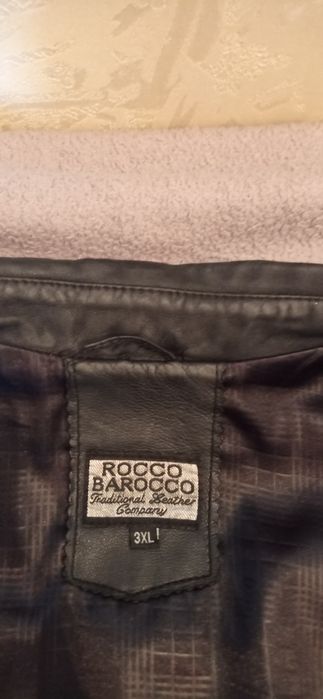 ROCCO
BAROCCO
Traditional Leather
Company
3XL